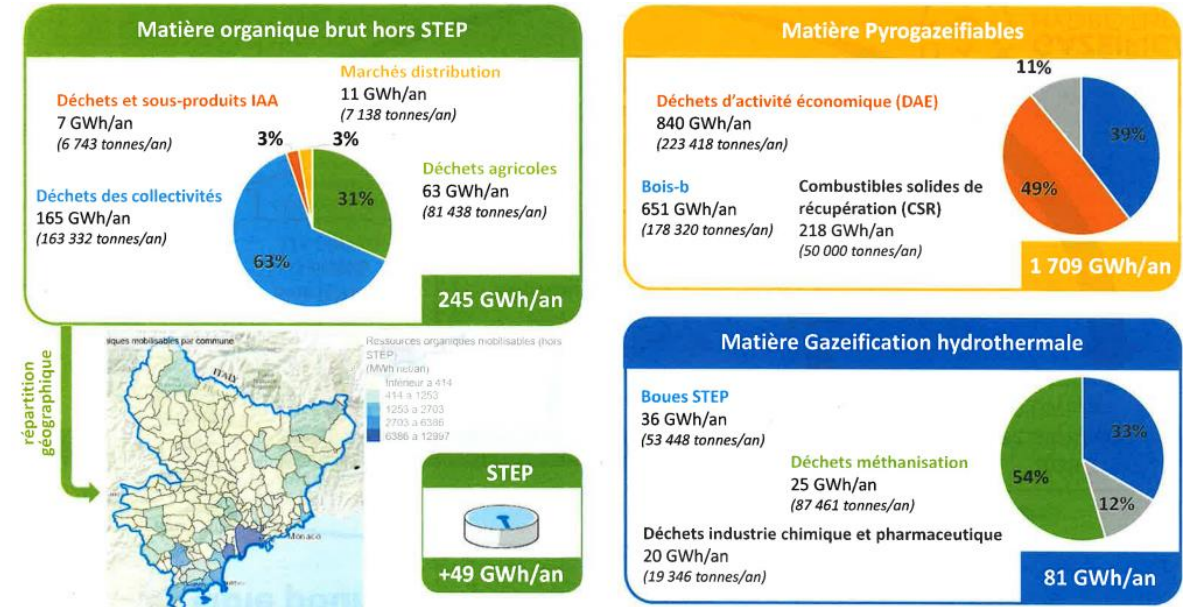 Matière organique brut hors STEP
Marchés distribution
11 GWh/an
(7 138 tonnes/an)
Déchets et sous-produits IAA
7 GWh/an
(6 743 tonnes/an)
3%
3%
Déchets agricoles
63 GWh/an
(81 438 tonnes/an)
31%
Déchets des collectivités
165 GWh/an
(163 332 tonnes/an)
63%
245 GWh/an
répartition
géographique
iques mobilisables par commune
ITALY
Monaco
Ressources organiques mobilisables (hors
STEP)
(MWh net/an)
Inférieur a 414
414 a 1253
1253 a 2703
2703 a 6386
6386 a 12997
STEP
+49 GWh/an
Matière Pyrogazeifiables
11%
Déchets d'activité économique (DAE)
840 GWh/an
(223 418 tonnes/an)
39%
49%
Bois-b
651 GWh/an
(178 320 tonnes/an)
Combustibles solides de
récupération (CSR)
218 GWh/an
(50 000 tonnes/an)
1 709 GWh/an
Matière Gazeification hydrothermale
Boues STEP
36 GWh/an
(53 448 tonnes/an)
33%
Déchets méthanisation
25 GWh/an
(87 461 tonnes/an)
54%
12%
Déchets industrie chimique et pharmaceutique
20 GWh/an
(19 346 tonnes/an)
81 GWh/an